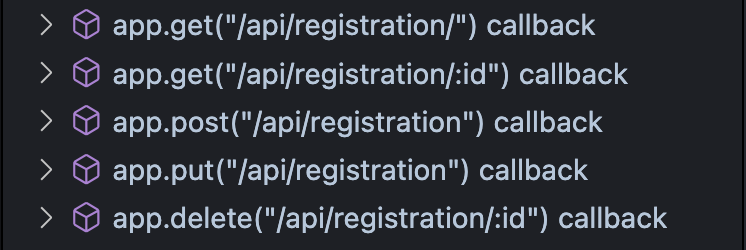 app.get("/api/registration/") callback
app.get("/api/registration/:id") callback
app.post("/api/registration") callback
app.put("/api/registration") callback
app.delete("/api/registration/:id") callback